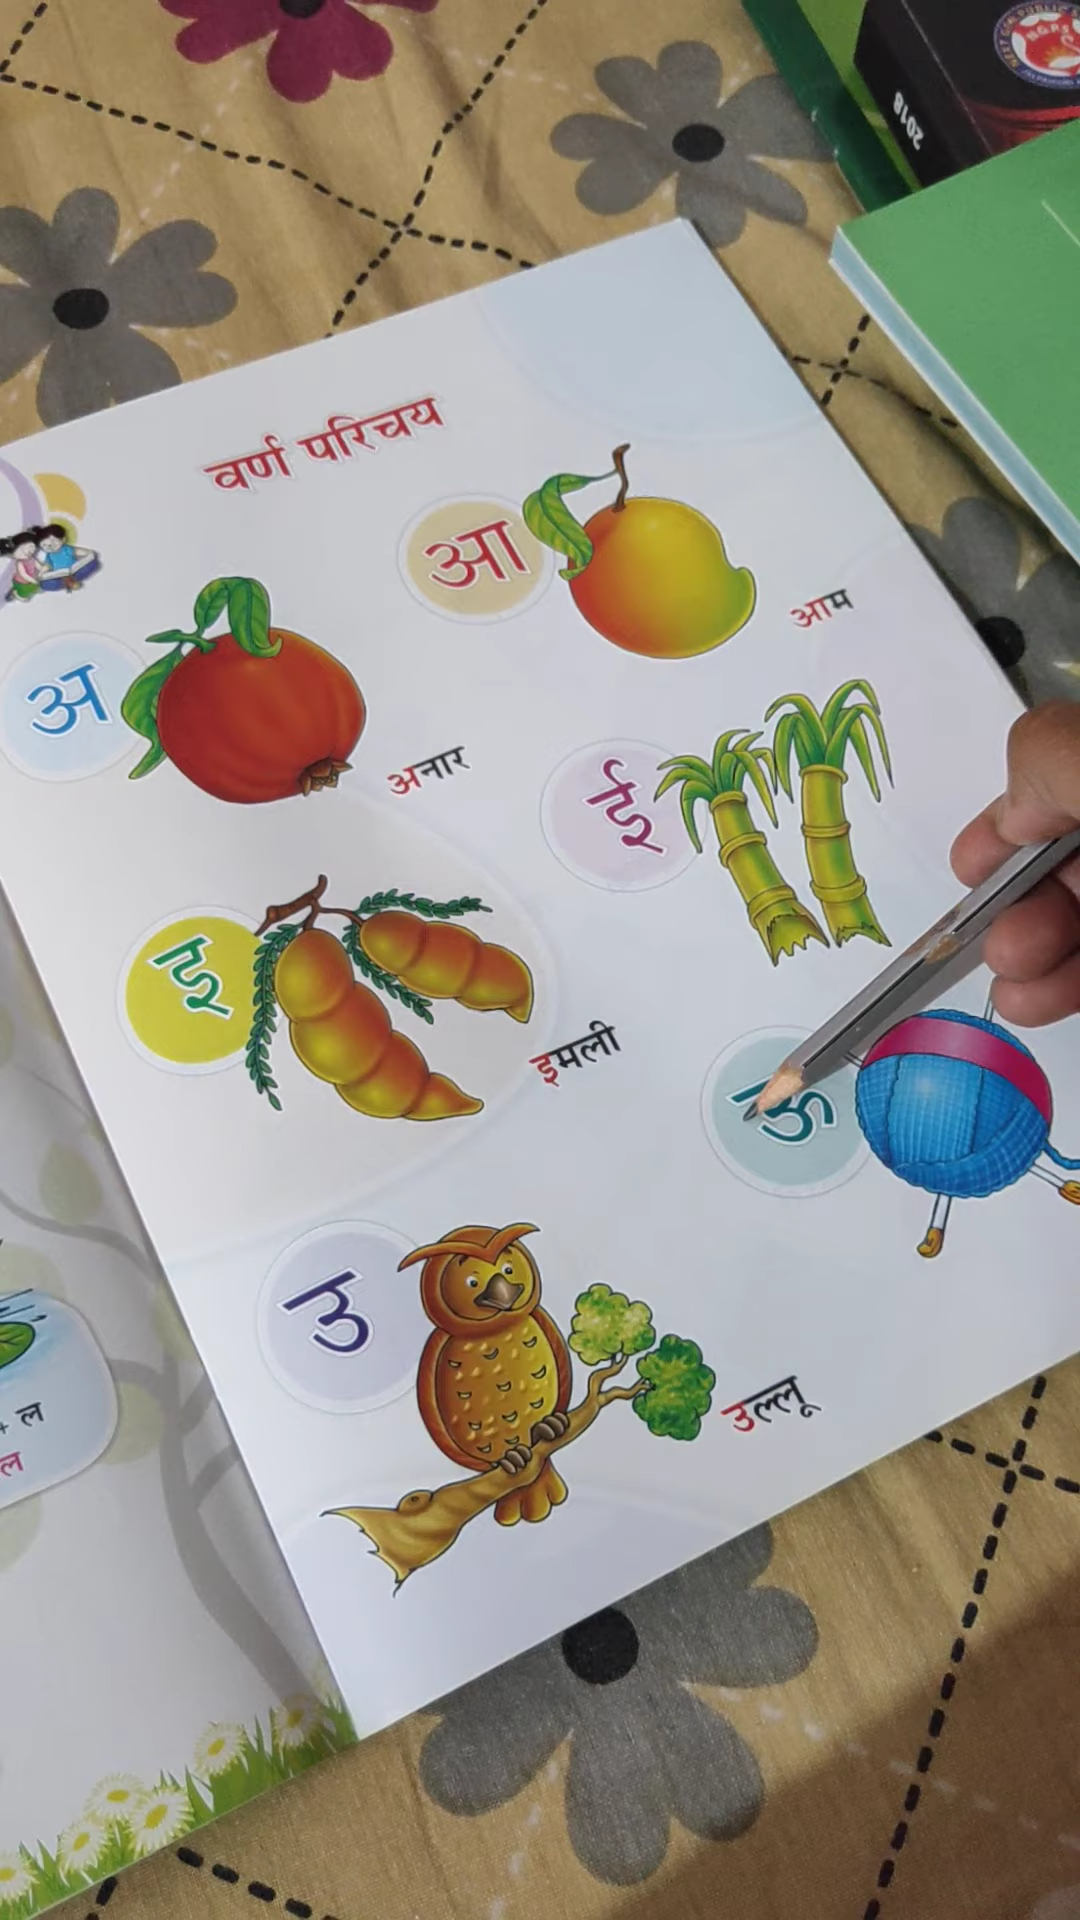 वर्ण परिचय
अ
अनार
आ
आम
इ
इमली
ई
उ
उल्लू
ऊ
+ ल
ल
2018